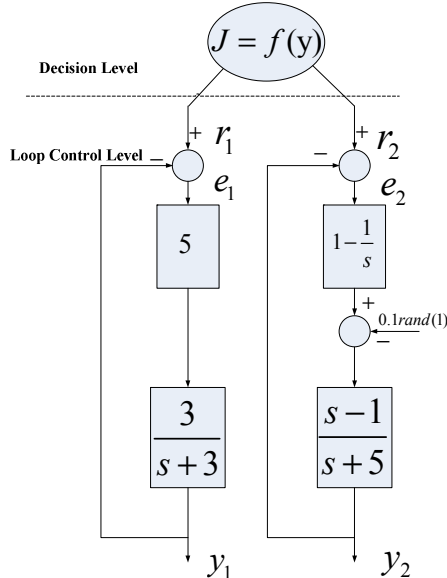 J = f(y)
Decision Level
+ r₁ + r₂
Loop Control Level − −
e₁ e₂
5 1 − 1/s
+
0.1rand(1)
−
3/(s + 3) (s − 1)/(s + 5)
y₁ y₂